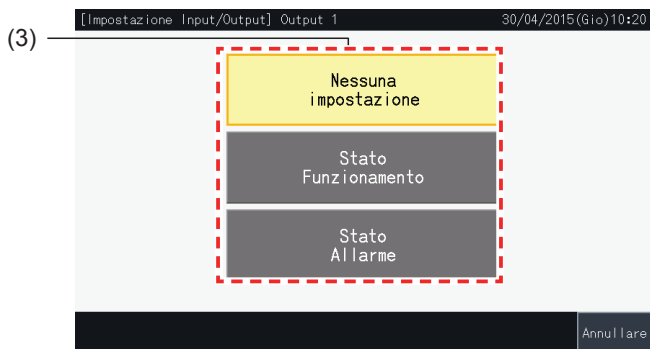 [Impostazione Input/Output] Output 1 30/04/2015(Gio)10:20
(3)
Nessuna
impostazione
Stato
Funzionamento
Stato
Allarme
Annullare